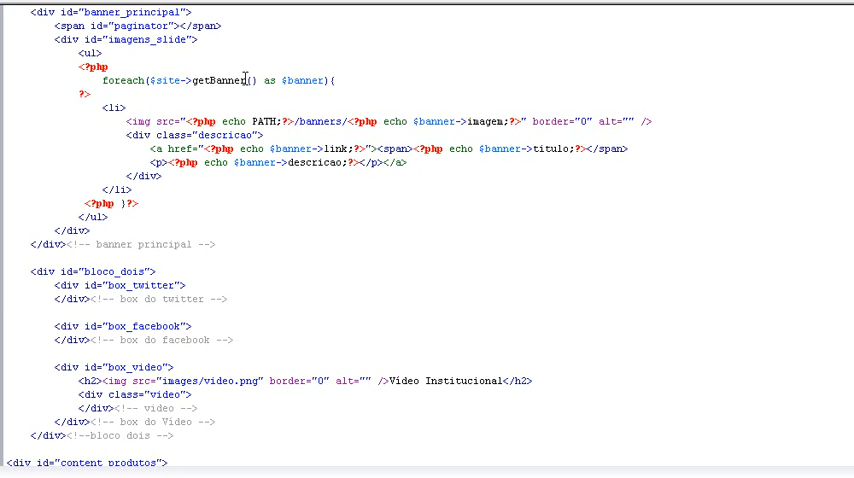 <div id="banner_principal">
<span id="paginator"></span>
<div id="imagens_slide">
<ul>
<?php
foreach($site->getBanner() as $banner){
?>
<li>
<img src="<?php echo PATH;?>/banners/<?php echo $banner->imagem;?>" border="0" alt="" />
<div class="descricao">
<a href="<?php echo $banner->link;?>"><span><?php echo $banner->titulo;?></span>
<p><?php echo $banner->descricao;?></p></a>
</div>
</li>
<?php }?>
</ul>
</div>
</div><!-- banner principal -->
<div id="bloco_dois">
<div id="box_twitter">
</div><!-- box do twitter -->
<div id="box_facebook">
</div><!-- box do facebook -->
<div id="box_video">
<h2><img src="images/video.png" border="0" alt="" />Vídeo Institucional</h2>
<div class="video">
</div><!-- video -->
</div><!-- box do Vídeo -->
</div><!--bloco dois -->
<div id="content_produtos">